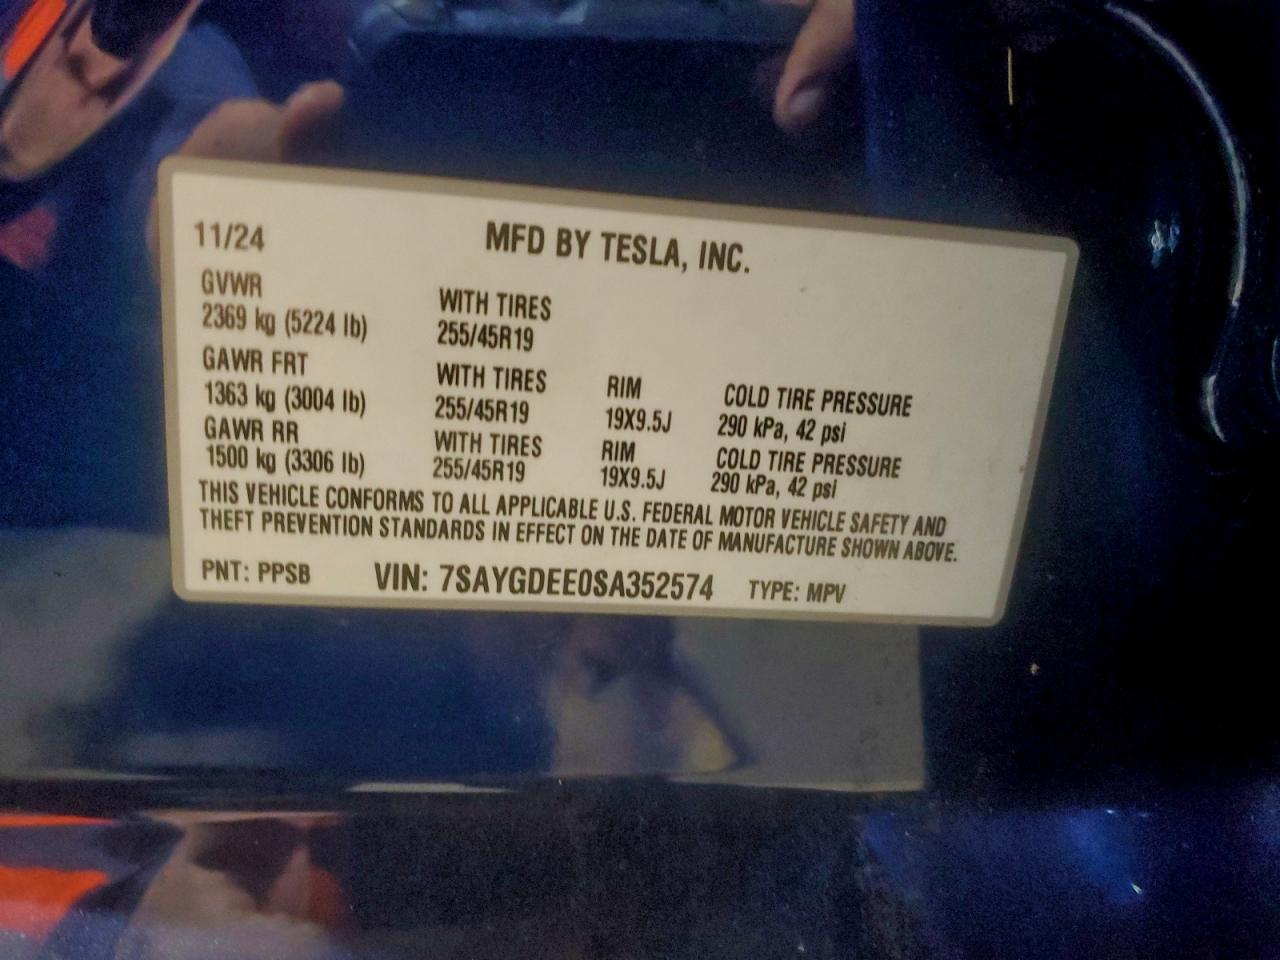 11/24 MFD BY TESLA, INC.
GVWR
2369 kg (5224 lb)
WITH TIRES
255/45R19
GAWR FRT
1363 kg (3004 lb)
WITH TIRES
255/45R19
RIM
19X9.5J
COLD TIRE PRESSURE
290 kPa, 42 psi
GAWR RR
1500 kg (3306 lb)
WITH TIRES
255/45R19
RIM
19X9.5J
COLD TIRE PRESSURE
290 kPa, 42 psi
THIS VEHICLE CONFORMS TO ALL APPLICABLE U.S. FEDERAL MOTOR VEHICLE SAFETY AND
THEFT PREVENTION STANDARDS IN EFFECT ON THE DATE OF MANUFACTURE SHOWN ABOVE.
PNT: PPSB VIN: 7SAYGDEE0SA352574 TYPE: MPV